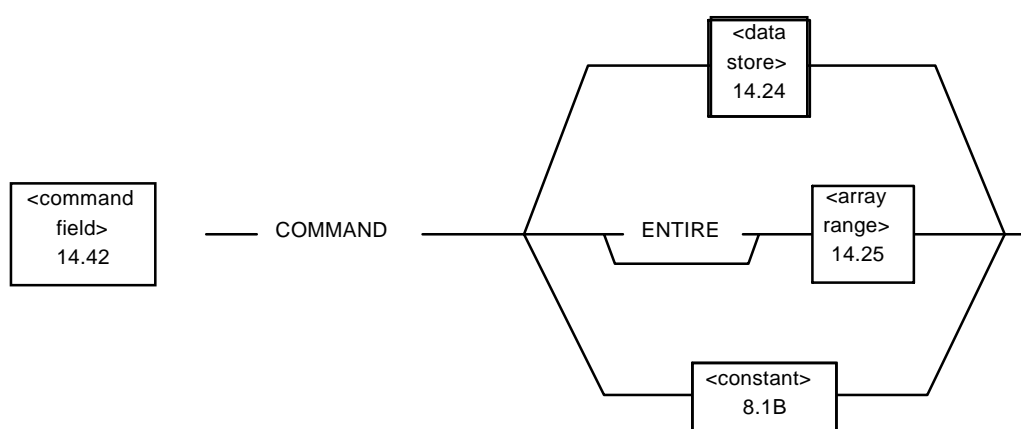 <data
store>
14.24
<command
field>
14.42
COMMAND
ENTIRE
<array
range>
14.25
<constant>
8.1B